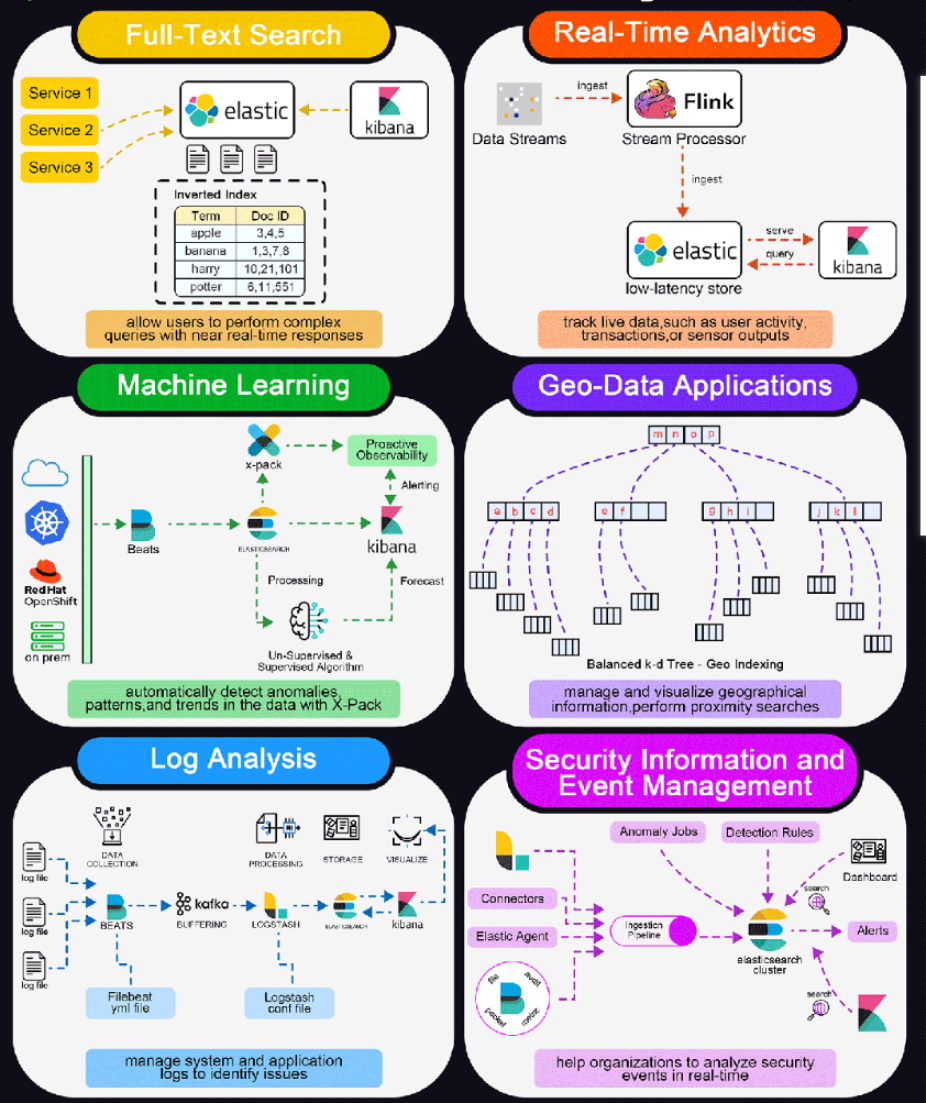 Full-Text Search
Service 1
Service 2
Service 3
elastic
kibana
Inverted Index
Term Doc ID
apple 3,4,5
banana 1,3,7,8
harry 10,21,101
potter 6,11,551
allow users to perform complex
queries with near real-time responses
Real-Time Analytics
Data Streams
ingest
Flink
Stream Processor
ingest
elastic
low-latency store
serve
query
kibana
track live data,such as user activity,
transactions,or sensor outputs
Machine Learning
RedHat
OpenShift
on prem
Beats
x-pack
ELASTICSEARCH
Proactive
Observability
Alerting
kibana
Processing
Forecast
Un-Supervised &
Supervised Algorithm
automatically detect anomalies,
patterns,and trends in the data with X-Pack
Geo-Data Applications
m n o p
a b c d
e f
g h i
j k l
Balanced k-d Tree - Geo Indexing
manage and visualize geographical
information,perform proximity searches
Log Analysis
log file
log file
log file
DATA
COLLECTION
BEATS
kafka
BUFFERING
DATA
PROCESSING
LOGSTASH
STORAGE
ELASTICSEARCH
VISUALIZE
kibana
Filebeat
yml file
Logstash
conf file
manage system and application
logs to identify issues
Security Information and
Event Management
Connectors
Elastic Agent
file
audit
packet
metric
Ingestion
Pipeline
Anomaly Jobs
Detection Rules
elasticsearch
cluster
search
Dashboard
Alerts
search
help organizations to analyze security
events in real-time